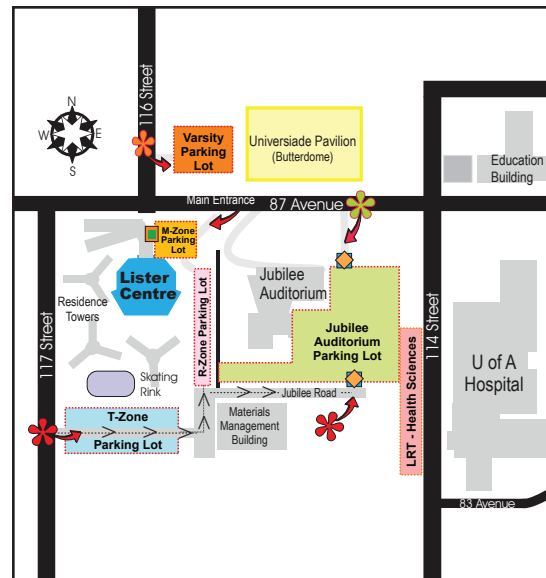 116 Street
N
W
E
S
Varsity
Parking
Lot
Universiade Pavilion
(Butterdome)
Education
Building
Main Entrance
87 Avenue
M-Zone
Parking
Lot
Lister
Centre
Residence
Towers
R-Zone Parking Lot
Jubilee
Auditorium
Jubilee
Auditorium
Parking Lot
114 Street
117 Street
U of A
Hospital
LRT - Health Sciences
Skating
Rink
Jubilee Road
T-Zone
Parking Lot
Materials
Management
Building
83 Avenue